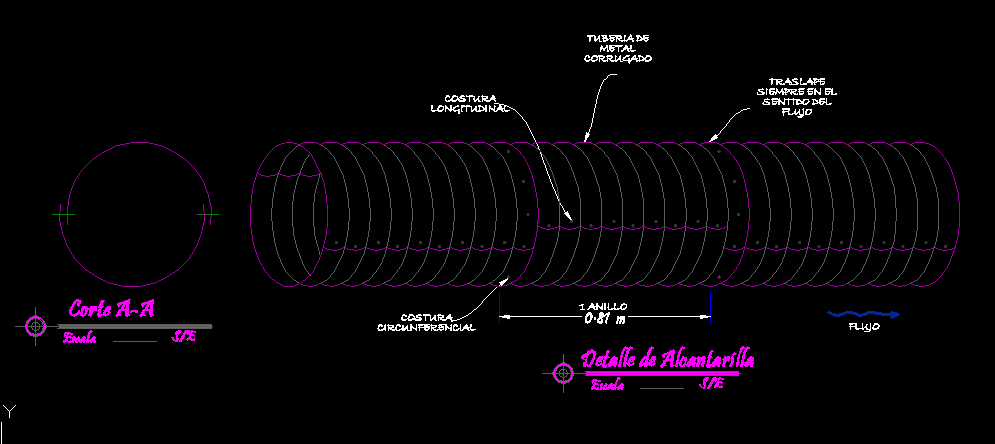 TUBERIA DE
METAL
CORRUGADO
TRASLAPE
SIEMPRE EN EL
SENTIDO DEL
FLUJO
COSTURA
LONGITUDINAL
COSTURA
CIRCUNFERENCIAL
1 ANILLO
0.81 m
FLUJO
Corte A-A
Escala S/E
Detalle de Alcantarilla
Escala S/E
Y